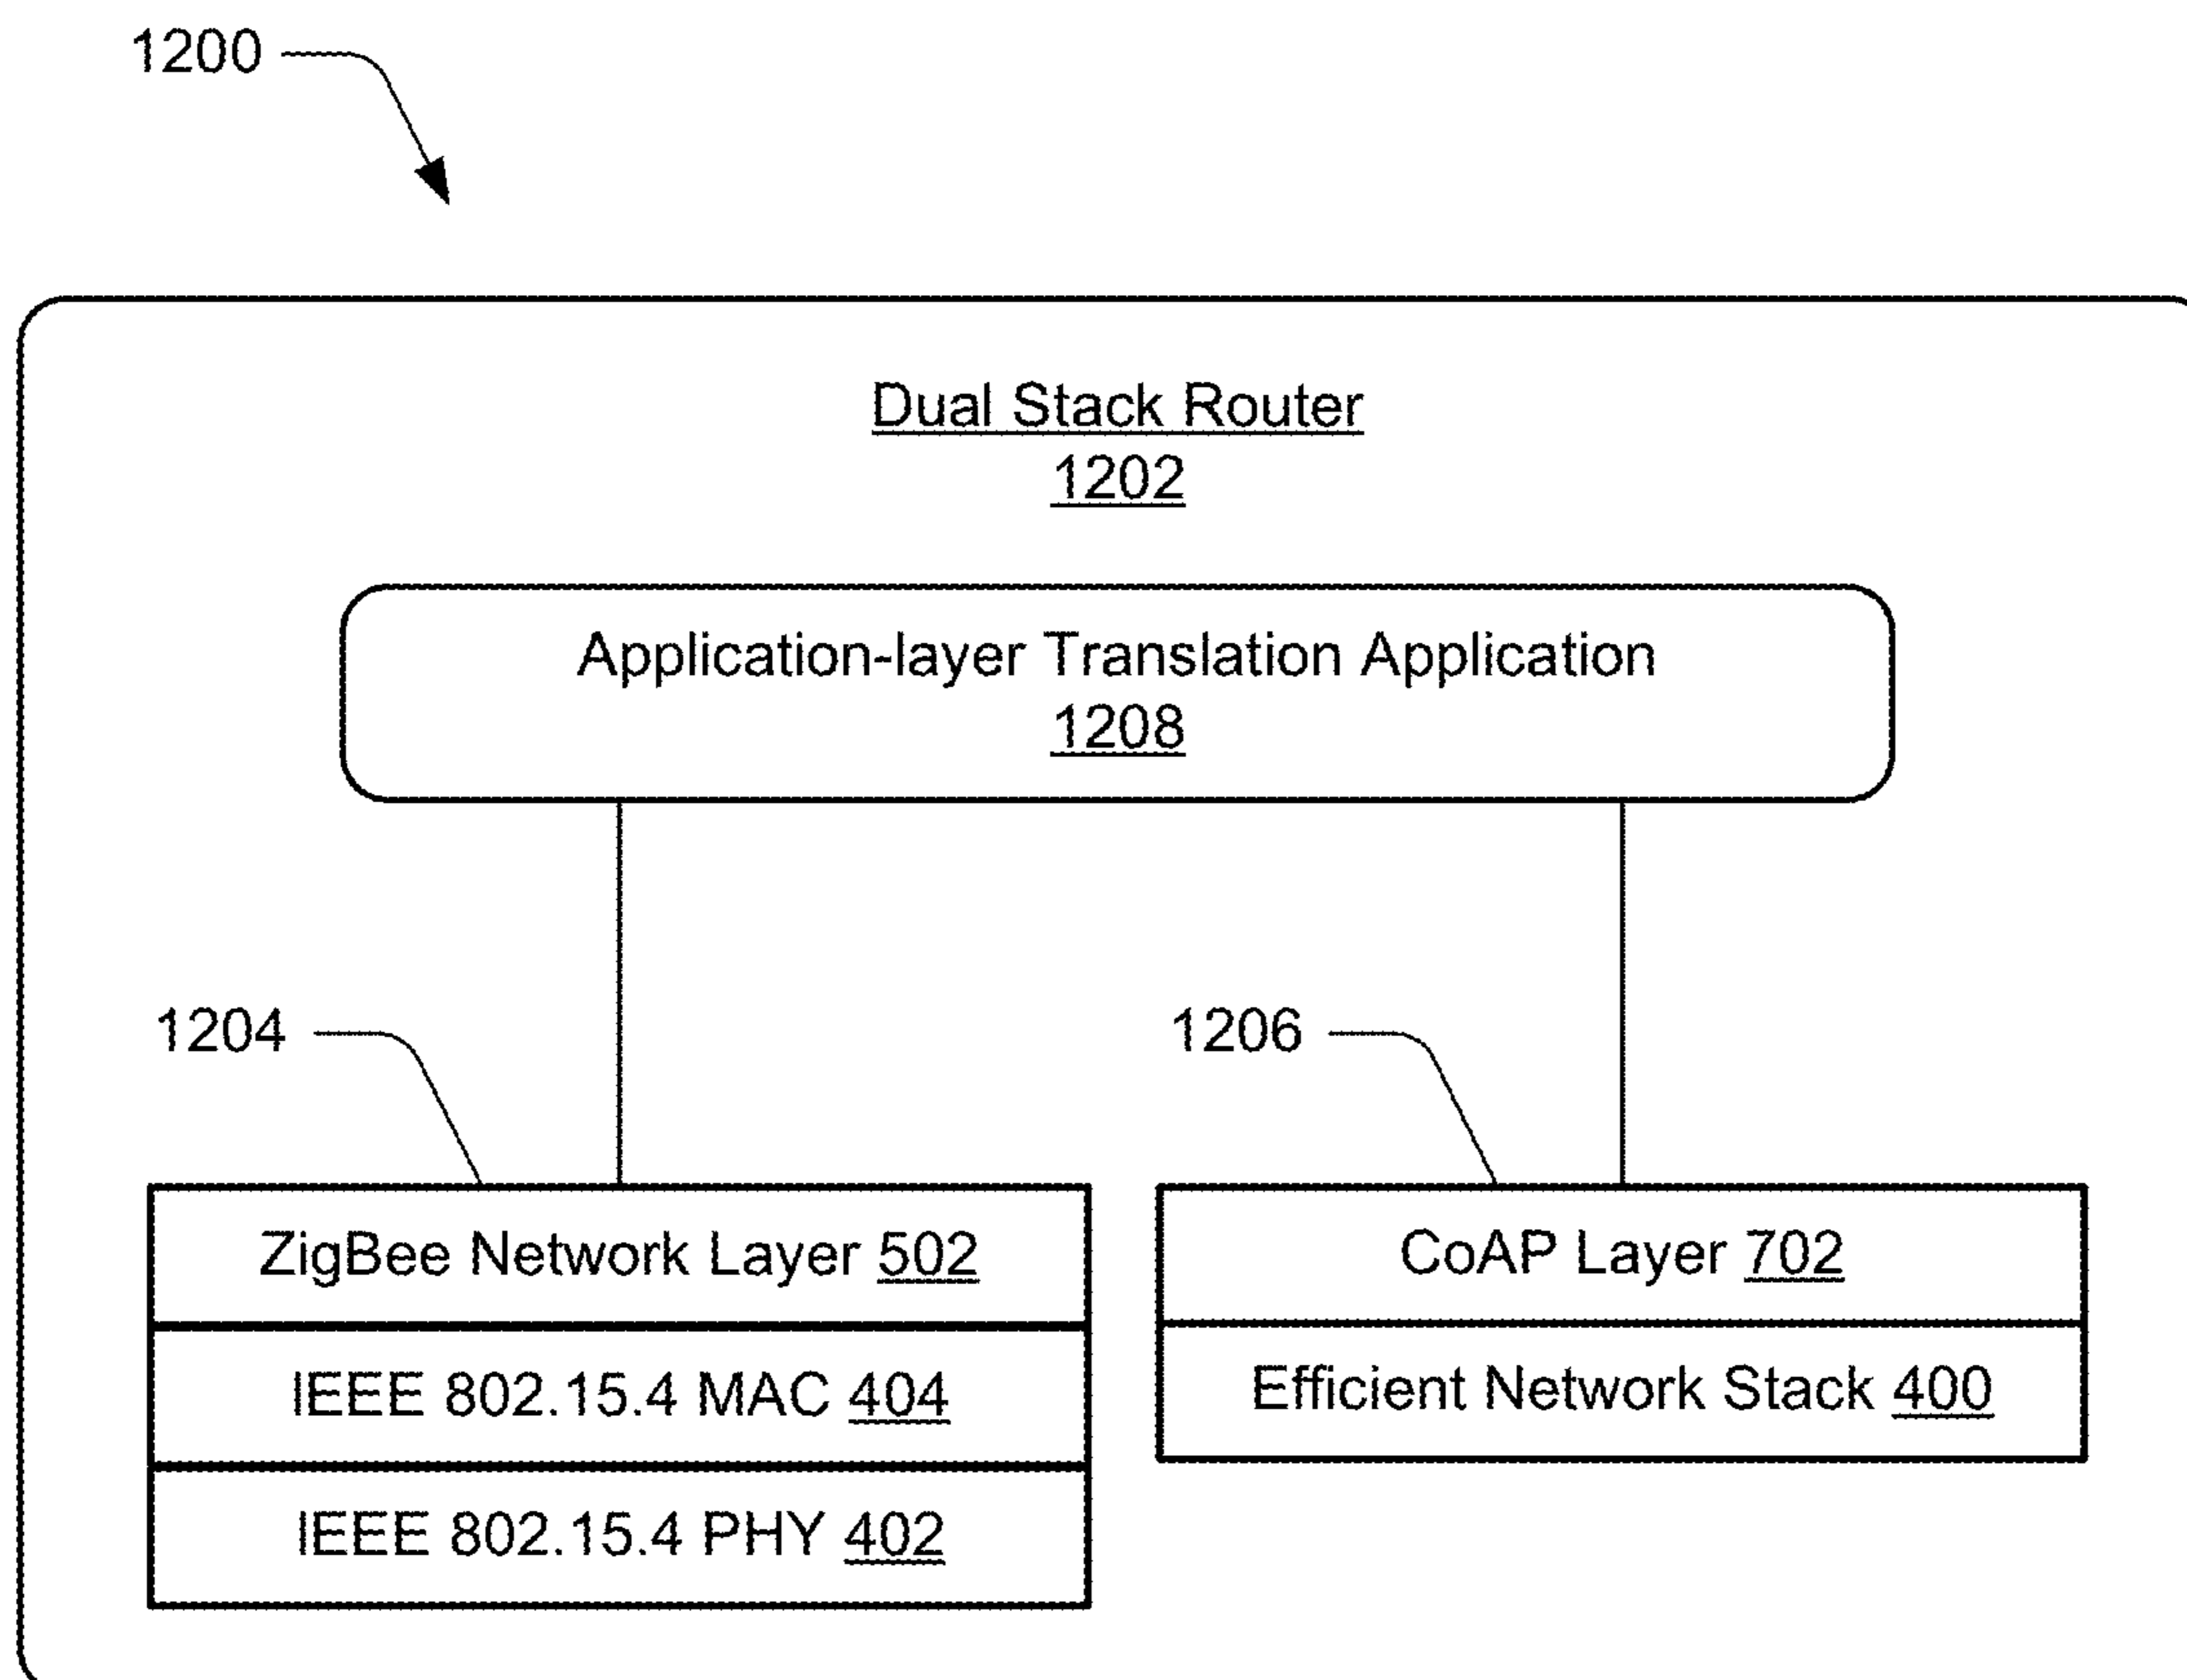 1200
Dual Stack Router
1202
Application-layer Translation Application
1208
1204
1206
ZigBee Network Layer 502
IEEE 802.15.4 MAC 404
IEEE 802.15.4 PHY 402
CoAP Layer 702
Efficient Network Stack 400